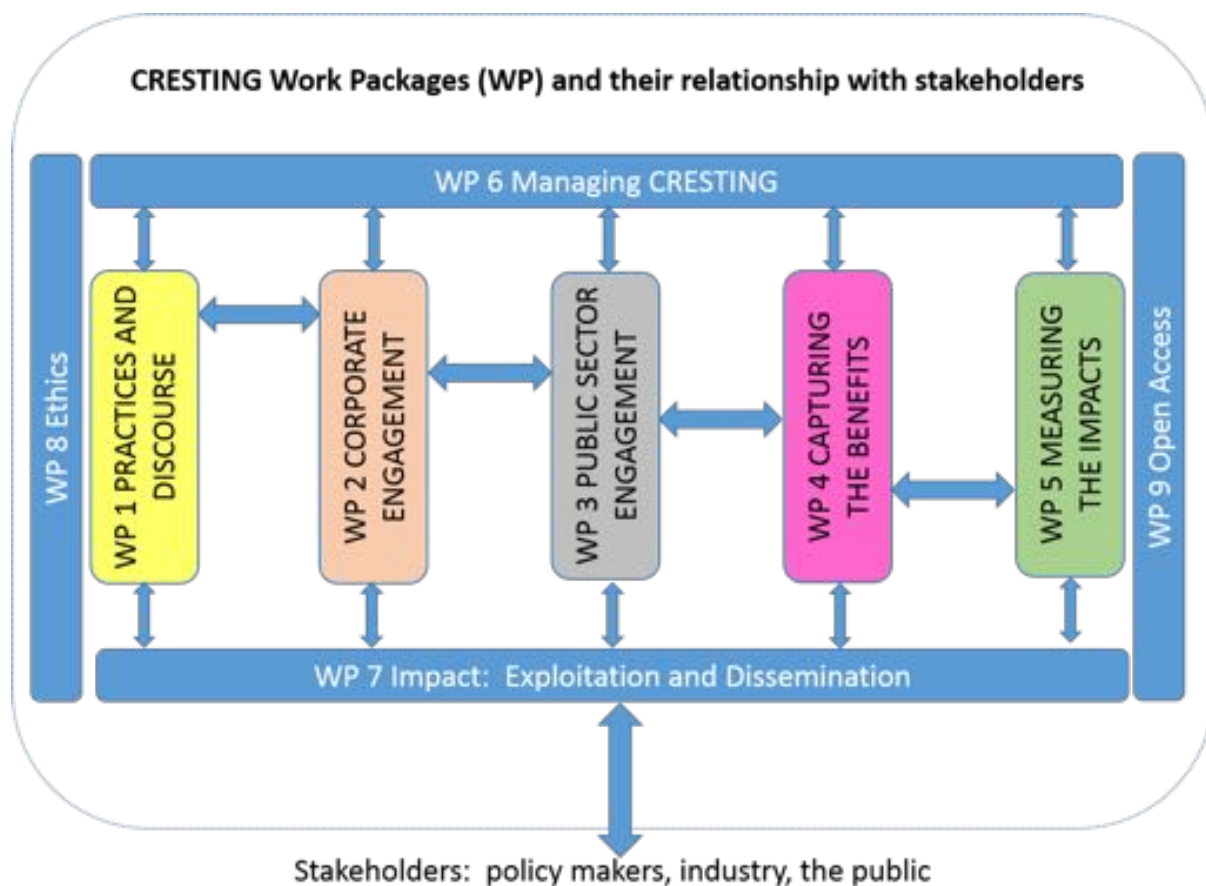 CRESTING Work Packages (WP) and their relationship with stakeholders
WP 6 Managing CRESTING
WP 8 Ethics
WP 1 PRACTICES AND
DISCOURSE
WP 2 CORPORATE
ENGAGEMENT
WP 3 PUBLIC SECTOR
ENGAGEMENT
WP 4 CAPTURING
THE BENEFITS
WP 5 MEASURING
THE IMPACTS
WP 9 Open Access
WP 7 Impact: Exploitation and Dissemination
Stakeholders: policy makers, industry, the public